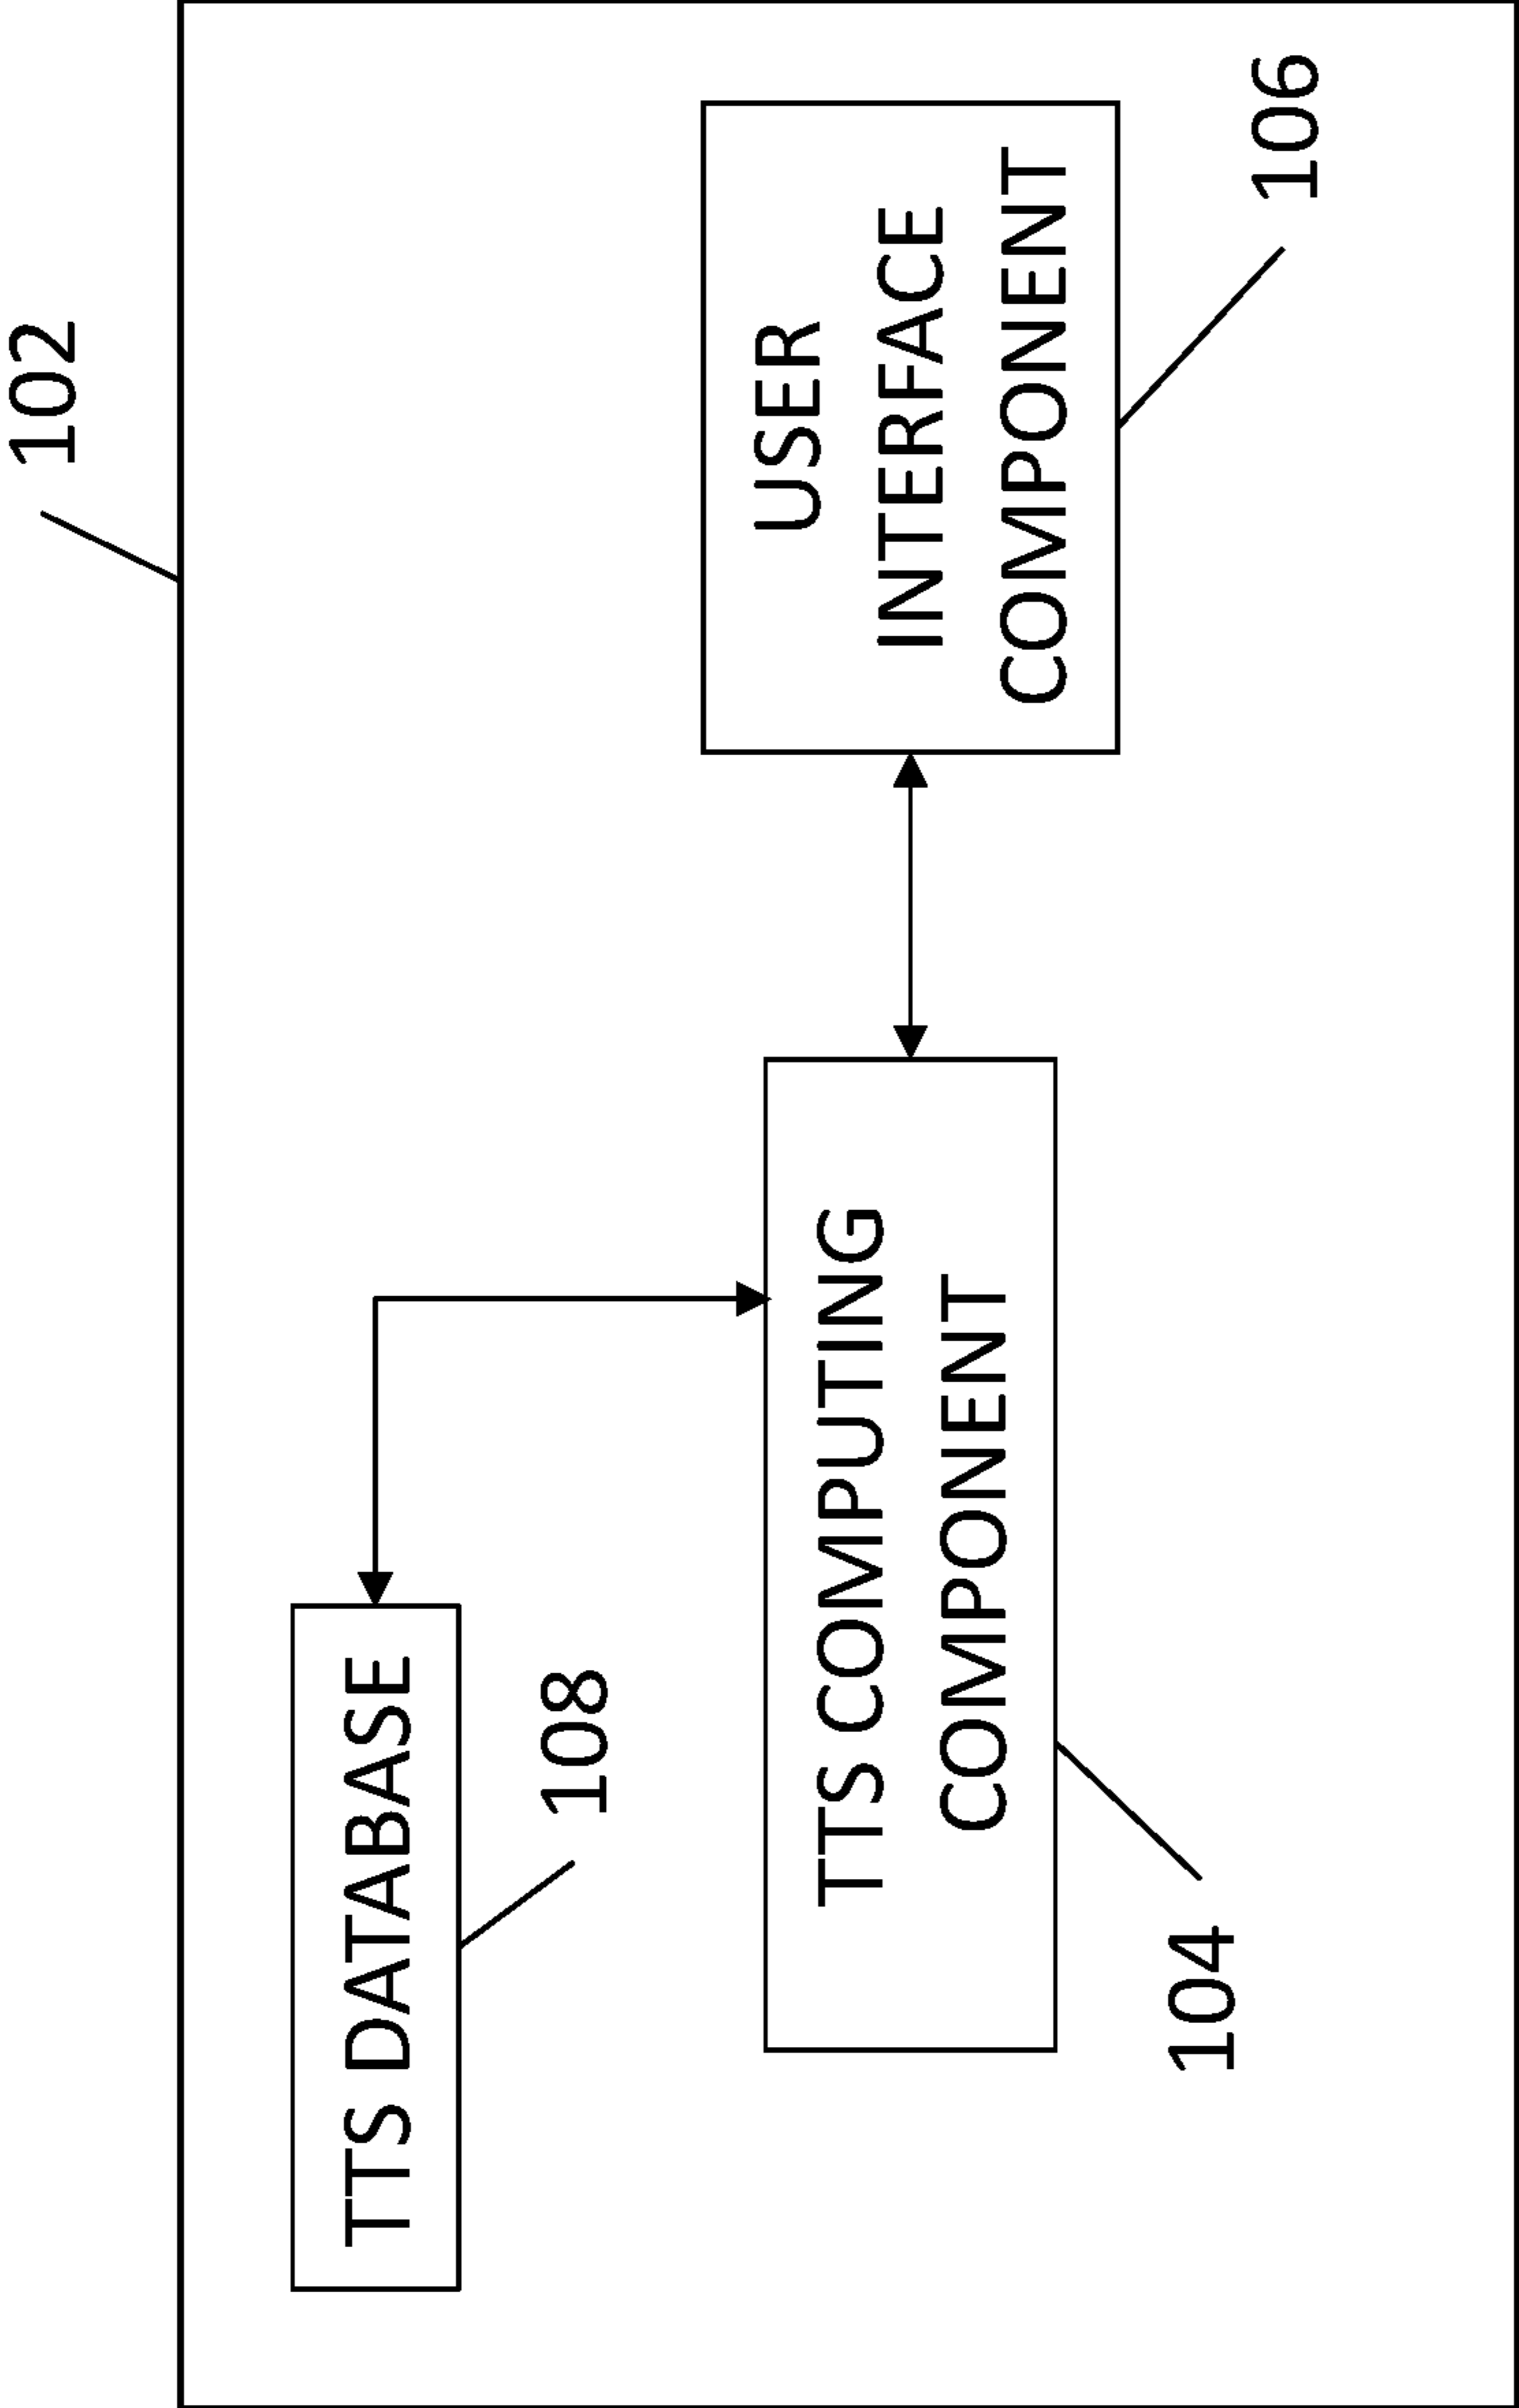 102
TTS DATABASE
108
USER
INTERFACE
COMPONENT
TTS COMPUTING
COMPONENT
106
104